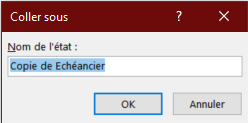 Coller sous ? ×
Nom de l'état :
Copie de Echéancier
OK Annuler